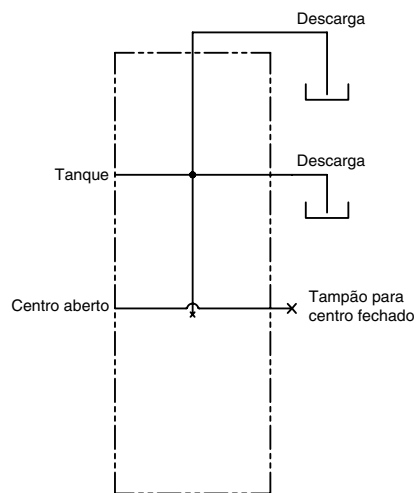 Descarga
Descarga
Tanque
Centro aberto
Tampão para
centro fechado